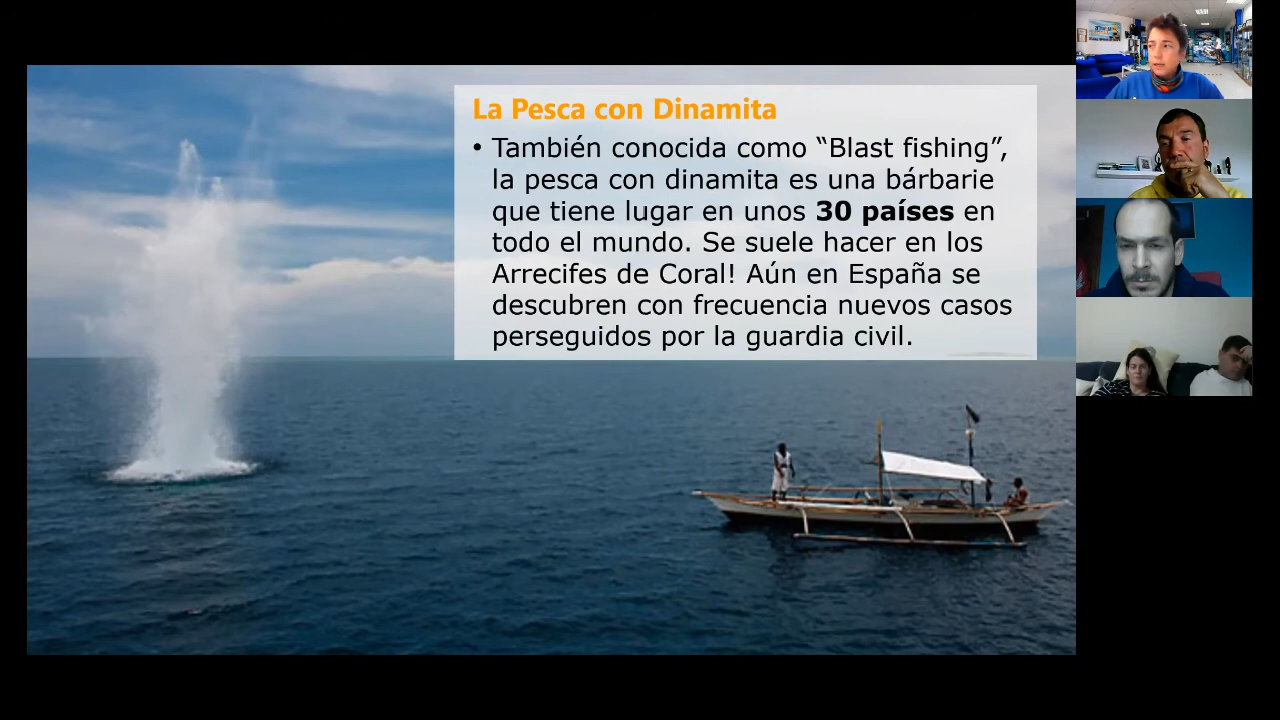 La Pesca con Dinamita
• También conocida como “Blast fishing”,
la pesca con dinamita es una bárbarie
que tiene lugar en unos 30 países en
todo el mundo. Se suele hacer en los
Arrecifes de Coral! Aún en España se
descubren con frecuencia nuevos casos
perseguidos por la guardia civil.